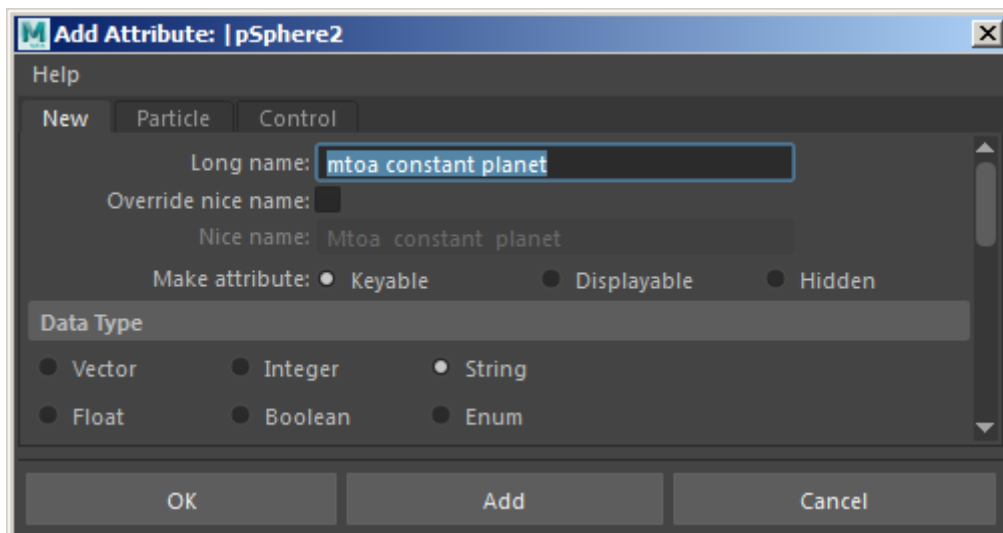 Add Attribute: |pSphere2
Help
New Particle Control
Long name: mtoa constant planet
Override nice name:
Nice name: Mtoa constant planet
Make attribute: Keyable Displayable Hidden
Data Type
Vector Integer String
Float Boolean Enum
OK Add Cancel